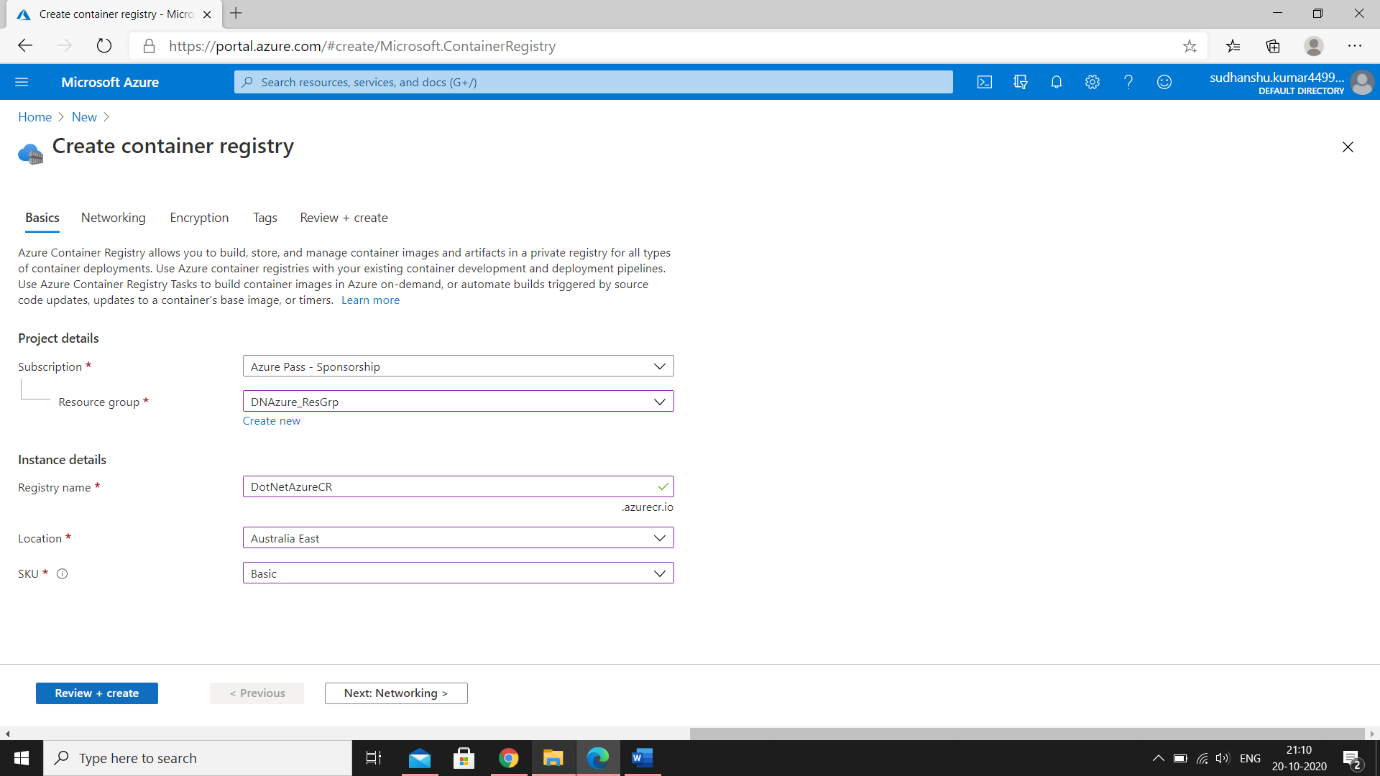 Create container registry - Micro
https://portal.azure.com/#create/Microsoft.ContainerRegistry
Microsoft Azure
Search resources, services, and docs (G+/)
sudhanshu.kumar4499...
DEFAULT DIRECTORY
Home > New >
Create container registry
Basics Networking Encryption Tags Review + create
Azure Container Registry allows you to build, store, and manage container images and artifacts in a private registry for all types
of container deployments. Use Azure container registries with your existing container development and deployment pipelines.
Use Azure Container Registry Tasks to build container images in Azure on-demand, or automate builds triggered by source
code updates, updates to a container's base image, or timers. Learn more
Project details
Subscription * Azure Pass - Sponsorship
Resource group * DNAzure_ResGrp
Create new
Instance details
Registry name * DotNetAzureCR
.azurecr.io
Location * Australia East
SKU * Basic
Review + create < Previous Next: Networking >
Type here to search
ENG
21:10
20-10-2020
2